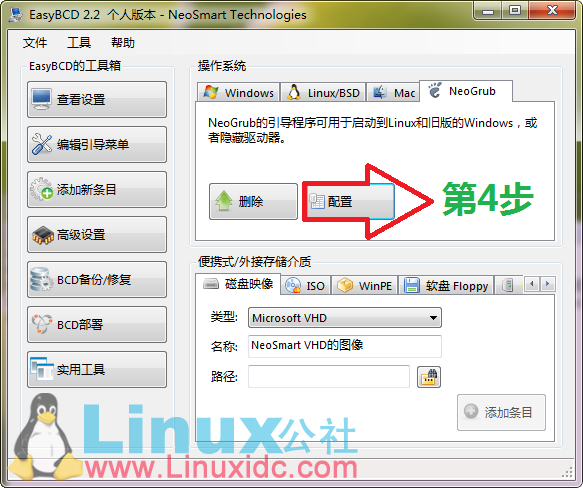 EasyBCD 2.2 个人版本 - NeoSmart Technologies
文件 工具 帮助
EasyBCD的工具箱
查看设置
编辑引导菜单
添加新条目
高级设置
BCD备份/修复
BCD部署
实用工具
操作系统
Windows Linux/BSD Mac NeoGrub
NeoGrub的引导程序可用于启动到Linux和旧版的Windows，或
者隐藏驱动器。
删除 配置 第4步
便携式/外接存储介质
磁盘映像 ISO WinPE 软盘 Floppy
类型: Microsoft VHD
名称: NeoSmart VHD的图像
路径:
添加条目
Linux公社
www.Linuxidc.com